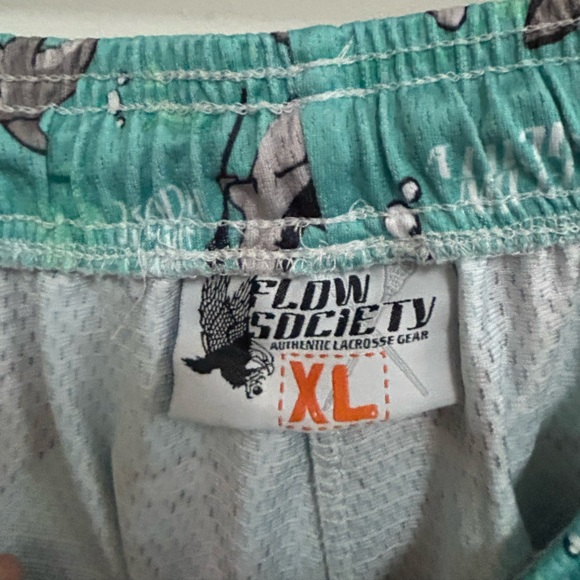 FLOW
SOCIETY
AUTHENTIC LACROSSE GEAR
XL